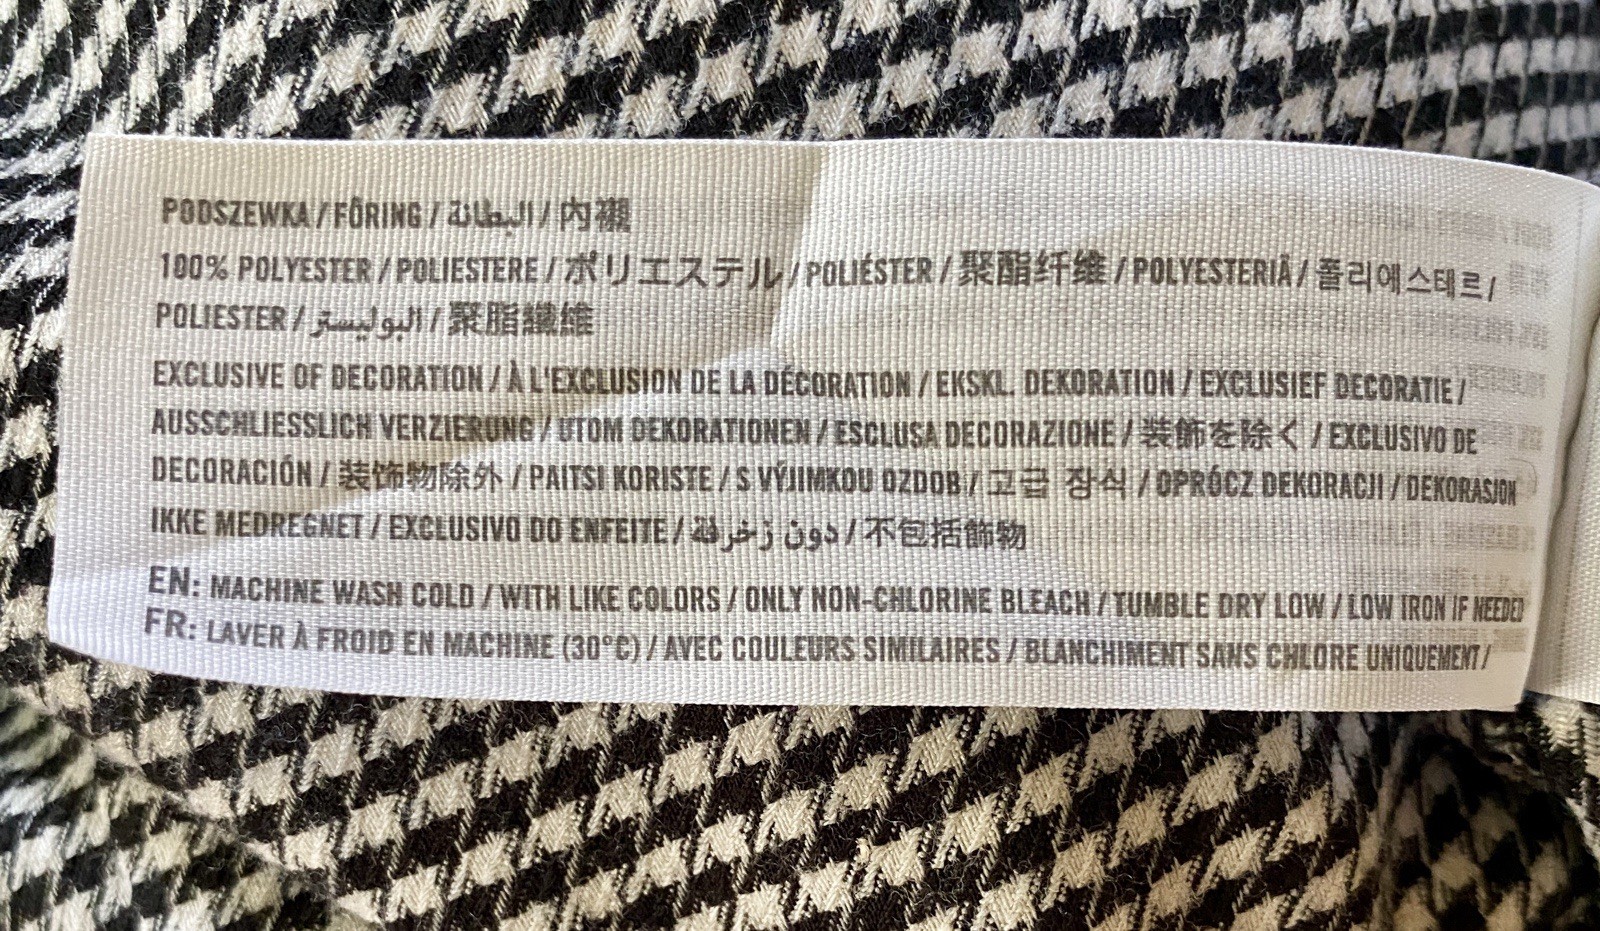 PODSZEWKA / FÔRING / البطانة / 內襯
100% POLYESTER / POLIESTERE / ポリエステル / POLIÉSTER / 聚酯纤维 / POLYESTERIÄ / 폴리에스테르 /
POLIESTER / البوليستر / 聚脂纖維
EXCLUSIVE OF DECORATION / À L'EXCLUSION DE LA DÉCORATION / EKSKL. DEKORATION / EXCLUSIEF DECORATIE /
AUSSCHLIESSLICH VERZIERUNG / UTOM DEKORATIONEN / ESCLUSA DECORAZIONE / 装飾を除く / EXCLUSIVO DE
DECORACIÓN / 装饰物除外 / PAITSI KORISTE / S VÝJIMKOU OZDOB / 고급 장식 / OPRÓCZ DEKORACJI / DEKORASJON
IKKE MEDREGNET / EXCLUSIVO DO ENFEITE / دون زخرفة / 不包括飾物
EN: MACHINE WASH COLD / WITH LIKE COLORS / ONLY NON-CHLORINE BLEACH / TUMBLE DRY LOW / LOW IRON IF NEEDED
FR: LAVER À FROID EN MACHINE (30°C) / AVEC COULEURS SIMILAIRES / BLANCHIMENT SANS CHLORE UNIQUEMENT /